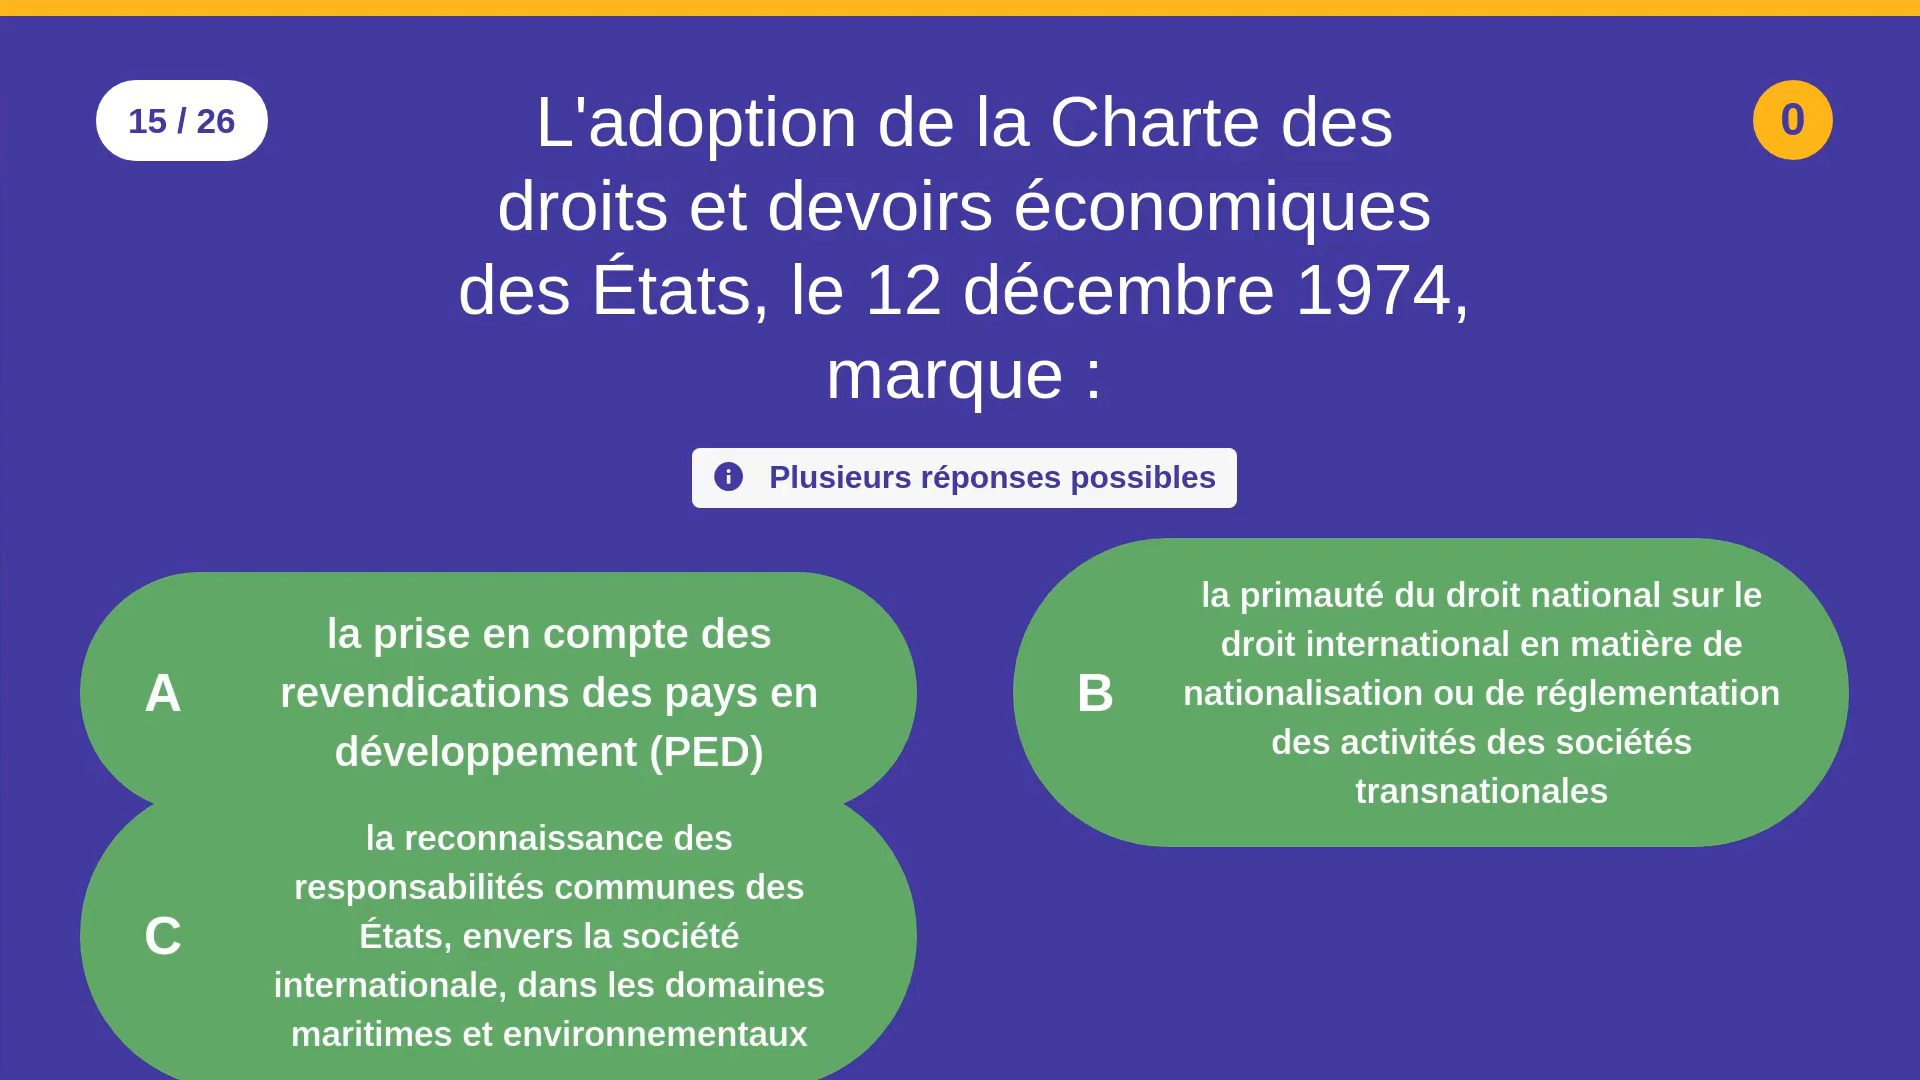 15 / 26
L'adoption de la Charte des
droits et devoirs économiques
des États, le 12 décembre 1974,
marque :
0
Plusieurs réponses possibles
A
la prise en compte des
revendications des pays en
développement (PED)
B
la primauté du droit national sur le
droit international en matière de
nationalisation ou de réglementation
des activités des sociétés
transnationales
C
la reconnaissance des
responsabilités communes des
États, envers la société
internationale, dans les domaines
maritimes et environnementaux